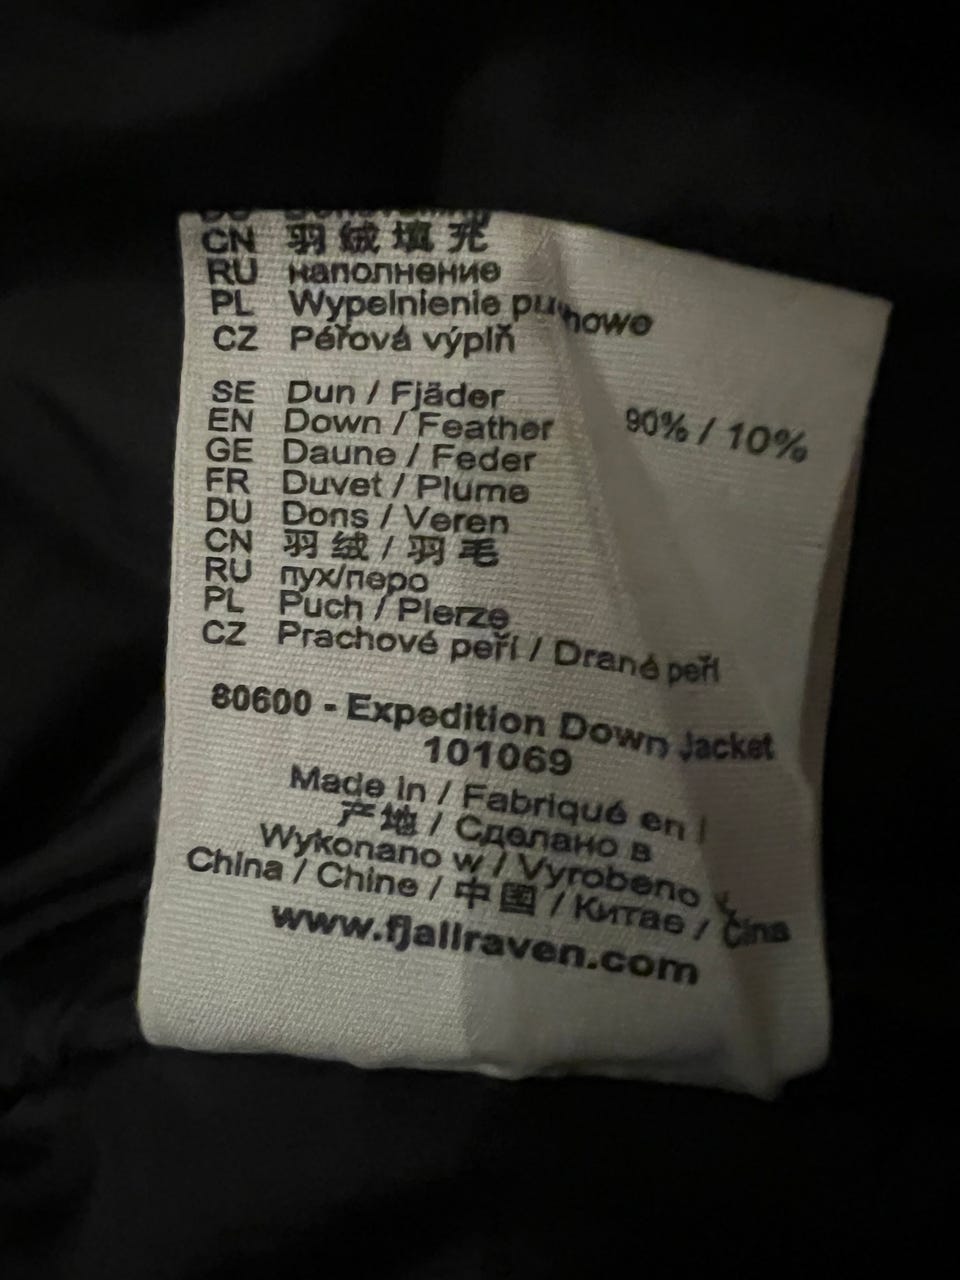 CN 羽绒填充
RU наполнение
PL Wypełnienie puchowe
CZ Péřová výplň
SE Dun / Fjäder
EN Down / Feather 90% / 10%
GE Daune / Feder
FR Duvet / Plume
DU Dons / Veren
CN 羽绒 / 羽毛
RU пух/перо
PL Puch / Pierze
CZ Prachové peří / Drané peří
80600 - Expedition Down Jacket
101069
Made in / Fabriqué en /
产地 / Сделано в
Wykonano w / Vyrobeno v
China / Chine / 中国 / Китае / Čína
www.fjallraven.com